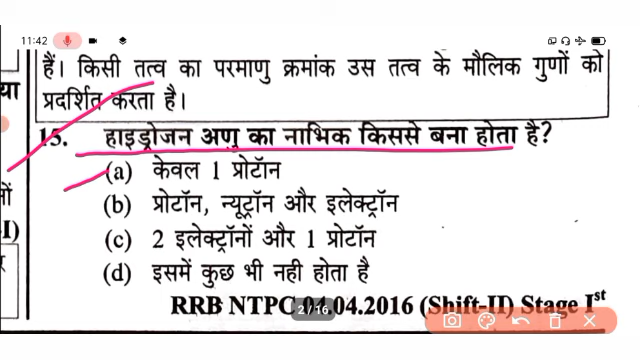 11:42
हैं। किसी तत्व का परमाणु क्रमांक उस तत्व के मौलिक गुणों को
प्रदर्शित करता है।
15. हाइड्रोजन अणु का नाभिक किससे बना होता है?
(a) केवल 1 प्रोटॉन
(b) प्रोटॉन, न्यूट्रॉन और इलेक्ट्रॉन
(c) 2 इलेक्ट्रॉनों और 1 प्रोटॉन
(d) इसमें कुछ भी नही होता है
RRB NTPC 04.04.2016 (Shift-II) Stage Ist
2/16